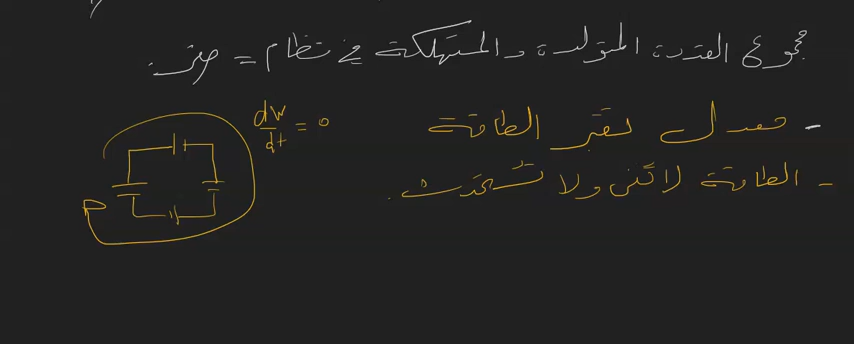 مجموع القدرة المتولدة والمستهلكة في نظام = صفر.
- معدل تغير الطاقة
dW/dt = 0
- الطاقة لا تفنى ولا تستحدث.
P